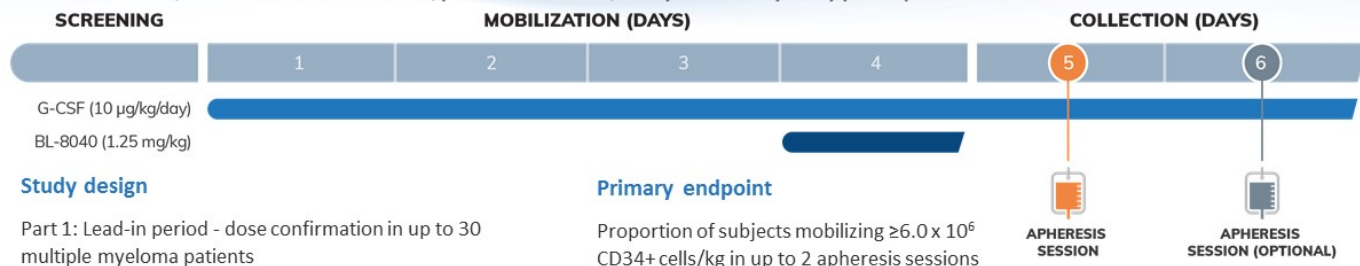 SCREENING
MOBILIZATION (DAYS)
COLLECTION (DAYS)
1
2
3
4
5
6
G-CSF (10 µg/kg/day)
BL-8040 (1.25 mg/kg)
Study design
Part 1: Lead-in period - dose confirmation in up to 30
multiple myeloma patients
Primary endpoint
Proportion of subjects mobilizing ≥6.0 x 10⁶
CD34+ cells/kg in up to 2 apheresis sessions
APHERESIS
SESSION
APHERESIS
SESSION (OPTIONAL)